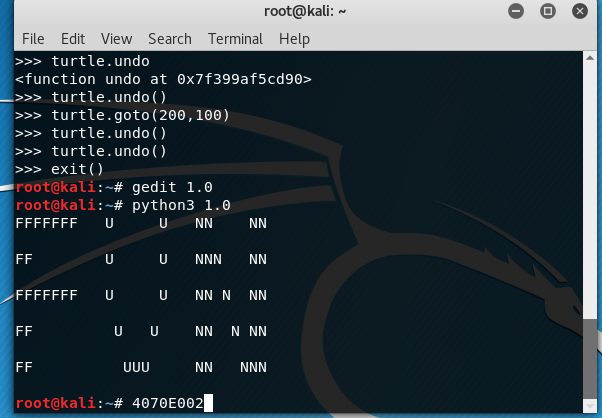 root@kali: ~
File Edit View Search Terminal Help
>>> turtle.undo
<function undo at 0x7f399af5cd90>
>>> turtle.undo()
>>> turtle.goto(200,100)
>>> turtle.undo()
>>> turtle.undo()
>>> exit()
root@kali:~# gedit 1.0
root@kali:~# python3 1.0
FFFFFFF   U     U   NN    NN
FF        U     U   NNN   NN
FFFFFFF   U     U   NN N  NN
FF         U   U    NN  N NN
FF          UUU     NN   NNN
root@kali:~# 4070E002